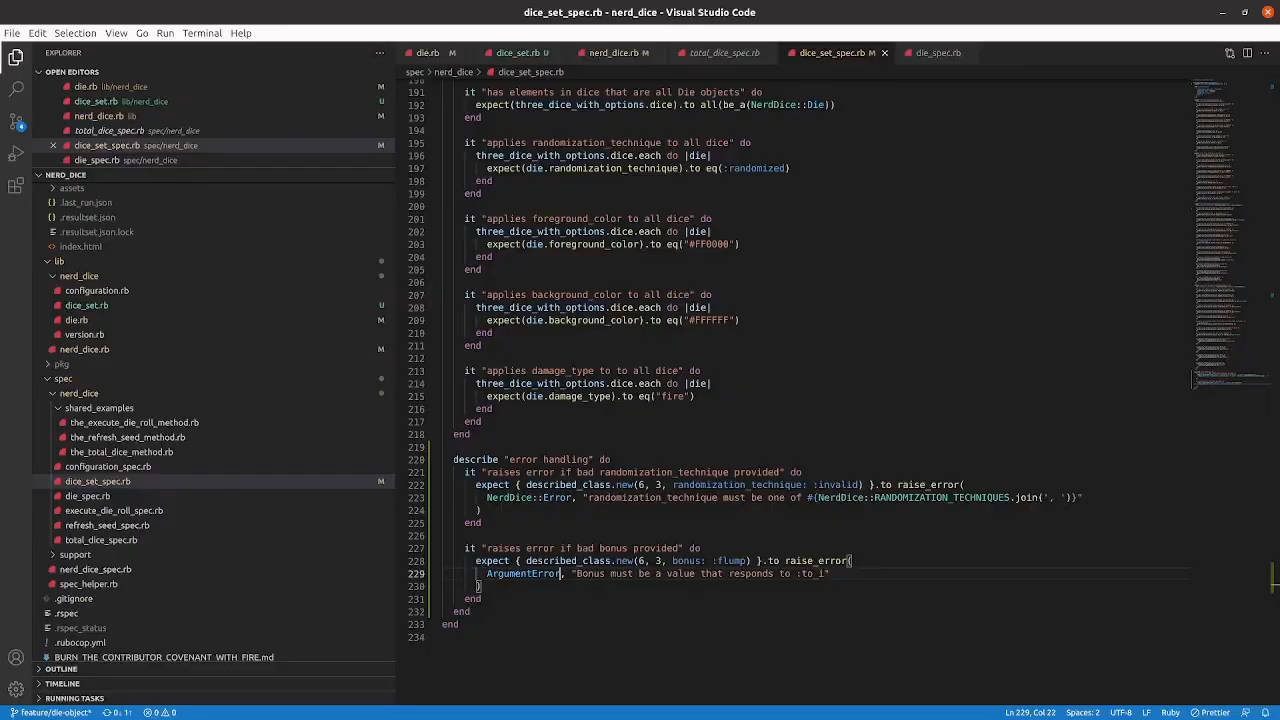 dice_set_spec.rb - nerd_dice - Visual Studio Code
File Edit Selection View Go Run Terminal Help
EXPLORER
OPEN EDITORS
die.rb lib/nerd_dice M
dice_set.rb lib/nerd_dice U
nerd_dice.rb lib M
total_dice_spec.rb spec/nerd_dice
dice_set_spec.rb spec/nerd_dice M
die_spec.rb spec/nerd_dice
NERD_DICE
assets
.last_run.json
.resultset.json
.resultset.json.lock
index.html
lib
nerd_dice
configuration.rb
dice_set.rb U
die.rb M
version.rb
nerd_dice.rb M
pkg
spec
nerd_dice
shared_examples
the_execute_die_roll_method.rb
the_refresh_seed_method.rb
the_total_dice_method.rb
configuration_spec.rb
dice_set_spec.rb M
die_spec.rb
execute_die_roll_spec.rb
refresh_seed_spec.rb
total_dice_spec.rb
support
nerd_dice_spec.rb
spec_helper.rb
.gitignore
.rspec
.rspec_status
.rubocop.yml
BURN_THE_CONTRIBUTOR_COVENANT_WITH_FIRE.md
OUTLINE
TIMELINE
RUNNING TASKS
die.rb M dice_set.rb U nerd_dice.rb M total_dice_spec.rb dice_set_spec.rb M die_spec.rb
spec > nerd_dice > dice_set_spec.rb
190
191 it "has elements in dice that are all Die objects" do
192 expect(three_dice_with_options.dice).to all(be_a(NerdDice::Die))
193 end
194
195 it "applies randomization_technique to all dice" do
196 three_dice_with_options.dice.each do |die|
197 expect(die.randomization_technique).to eq(:randomized)
198 end
199 end
200
201 it "applies foreground_color to all dice" do
202 three_dice_with_options.dice.each do |die|
203 expect(die.foreground_color).to eq("#FF0000")
204 end
205 end
206
207 it "applies background_color to all dice" do
208 three_dice_with_options.dice.each do |die|
209 expect(die.background_color).to eq("#FFFFFF")
210 end
211 end
212
213 it "applies damage_type to to all dice" do
214 three_dice_with_options.dice.each do |die|
215 expect(die.damage_type).to eq("fire")
216 end
217 end
218 end
219
220 describe "error handling" do
221 it "raises error if bad randomization_technique provided" do
222 expect { described_class.new(6, 3, randomization_technique: :invalid) }.to raise_error(
223 NerdDice::Error, "randomization_technique must be one of #{NerdDice::RANDOMIZATION_TECHNIQUES.join(', ')}"
224 )
225 end
226
227 it "raises error if bad bonus provided" do
228 expect { described_class.new(6, 3, bonus: :flump) }.to raise_error(
229 ArgumentError, "Bonus must be a value that responds to :to_i"
230 )
231 end
232 end
233 end
234
feature/die-object* 0↓ 1↑ 0 0 Ln 229, Col 22 Spaces: 2 UTF-8 LF Ruby Prettier